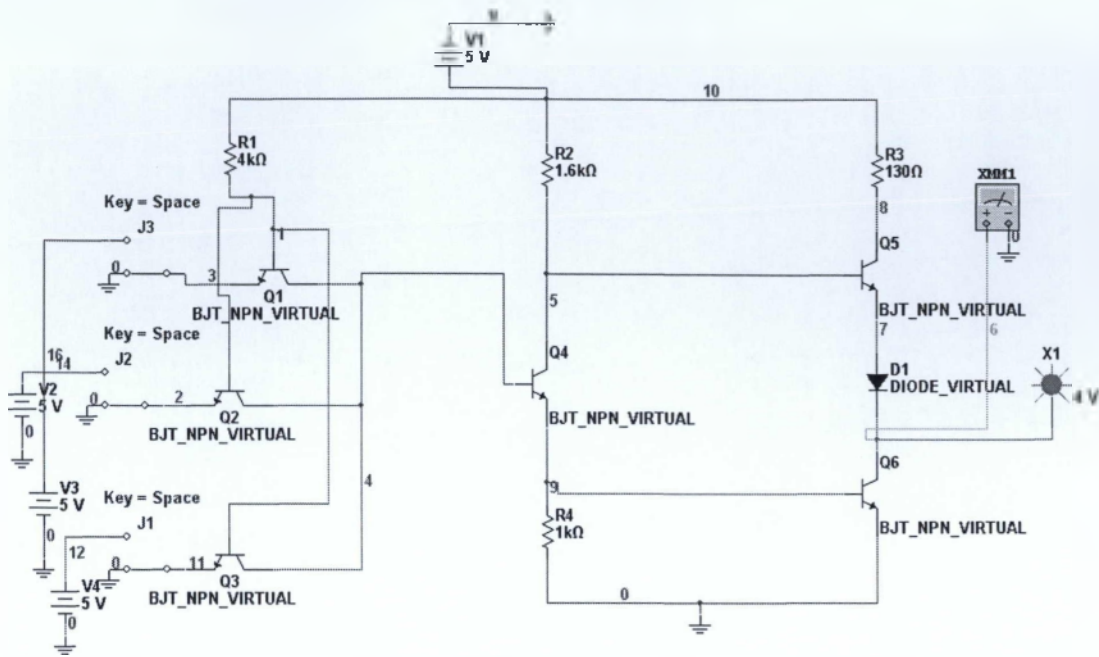 V1
5 V
10
R1
4kΩ
R2
1.6kΩ
R3
130Ω
XMM1
8
0
Key = Space
J3
1
Q5
0
3
Q1
BJT_NPN_VIRTUAL
5
BJT_NPN_VIRTUAL
7
6
Key = Space
J2
16
14
Q4
X1
V2
5 V
D1
DIODE_VIRTUAL
0
2
Q2
0
BJT_NPN_VIRTUAL
BJT_NPN_VIRTUAL
Q6
4
V3
5 V
Key = Space
9
J1
R4
1kΩ
BJT_NPN_VIRTUAL
0
12
0
11
Q3
V4
5 V
BJT_NPN_VIRTUAL
0
0